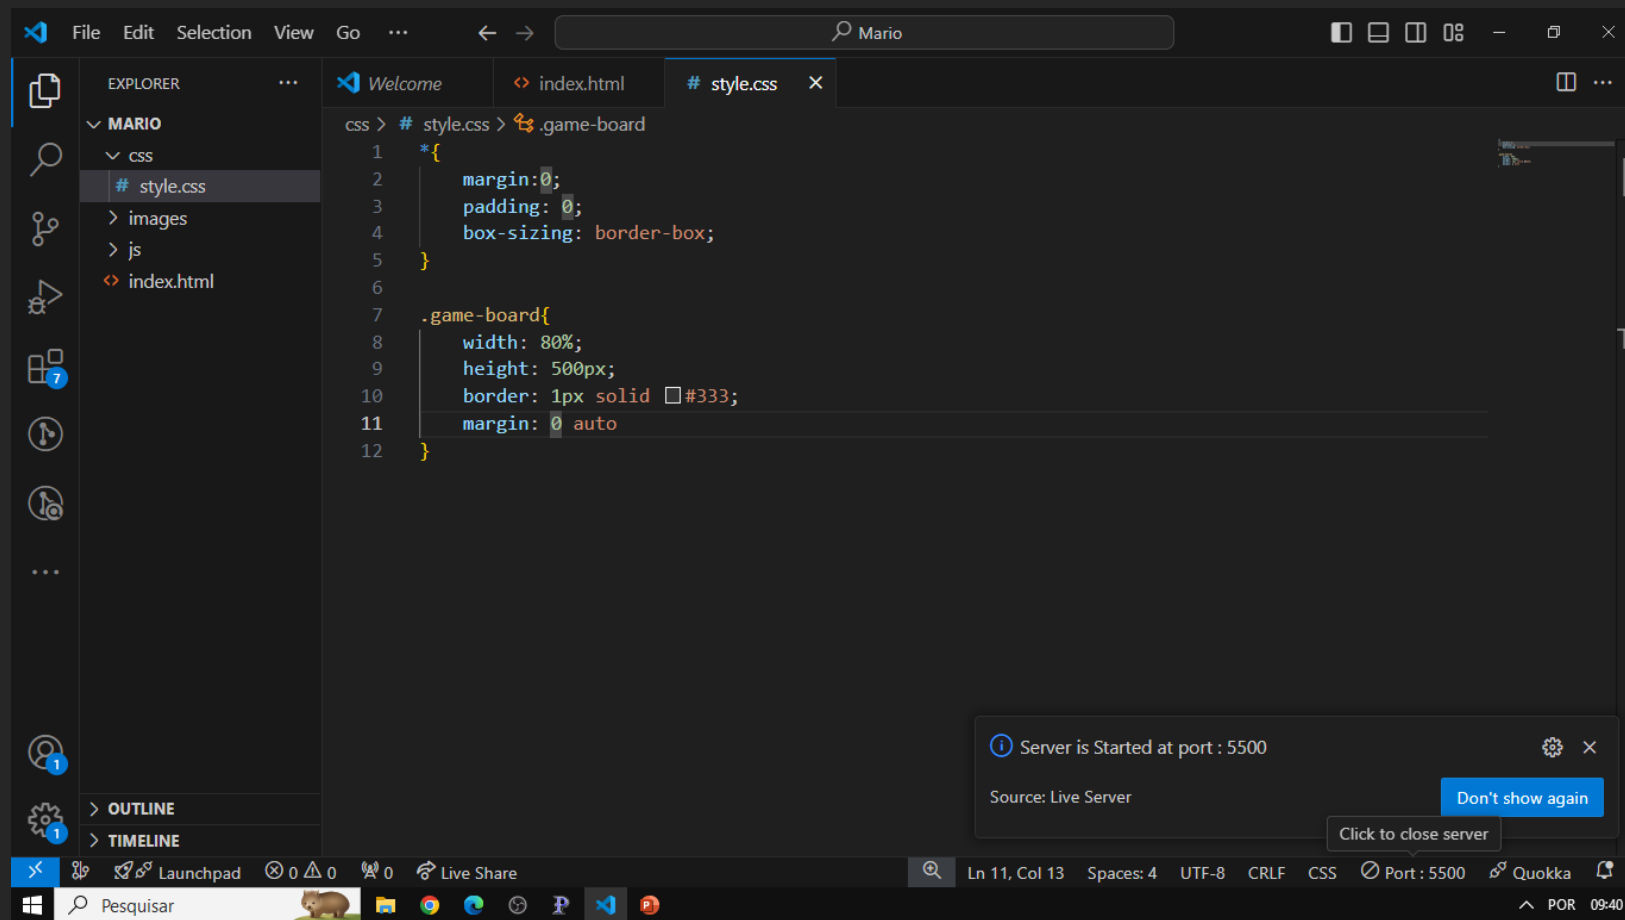 File Edit Selection View Go ··· Mario
EXPLORER ···
MARIO
css
style.css
images
js
index.html
OUTLINE
TIMELINE
Welcome index.html # style.css
css > # style.css > .game-board
1 *{
2 margin:0;
3 padding: 0;
4 box-sizing: border-box;
5 }
6
7 .game-board{
8 width: 80%;
9 height: 500px;
10 border: 1px solid #333;
11 margin: 0 auto
12 }
7
1
1
Server is Started at port : 5500
Source: Live Server
Don't show again
Click to close server
Launchpad 0 0 0 Live Share Ln 11, Col 13 Spaces: 4 UTF-8 CRLF CSS Port : 5500 Quokka
Pesquisar POR 09:40